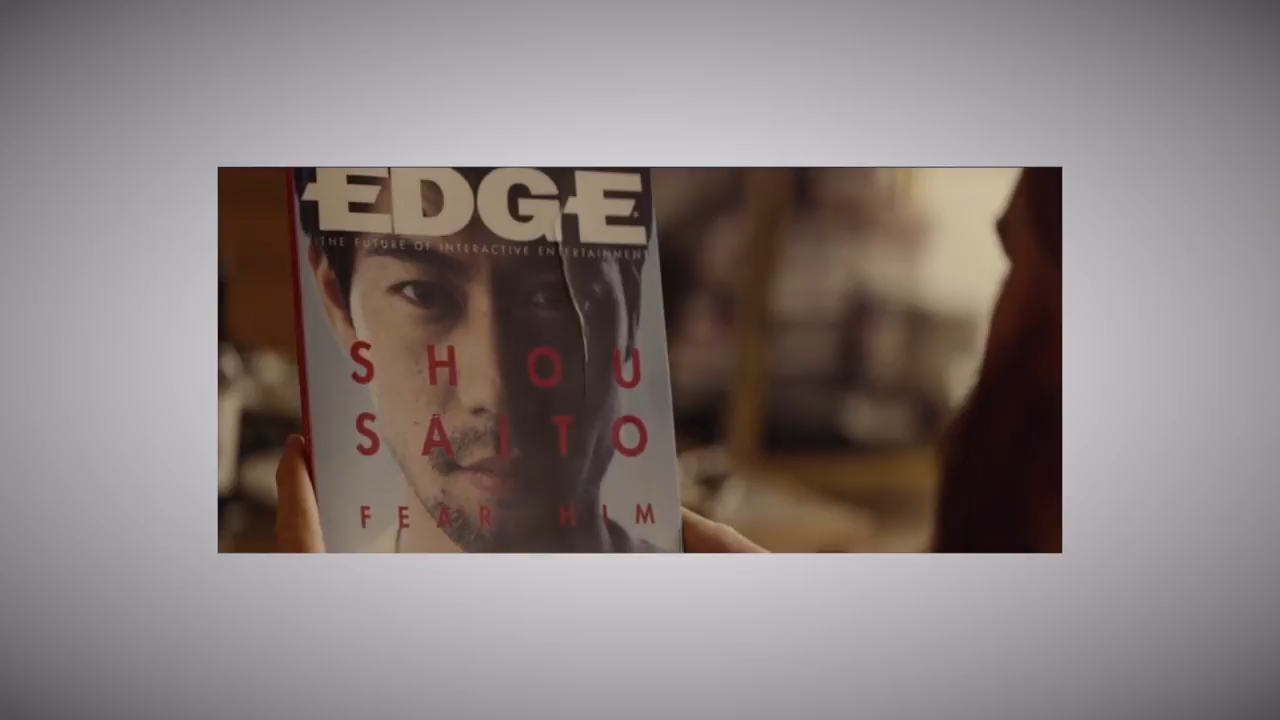 EDGE
THE FUTURE OF INTERACTIVE ENTERTAINMENT
SHOU
SAITO
FEAR HIM